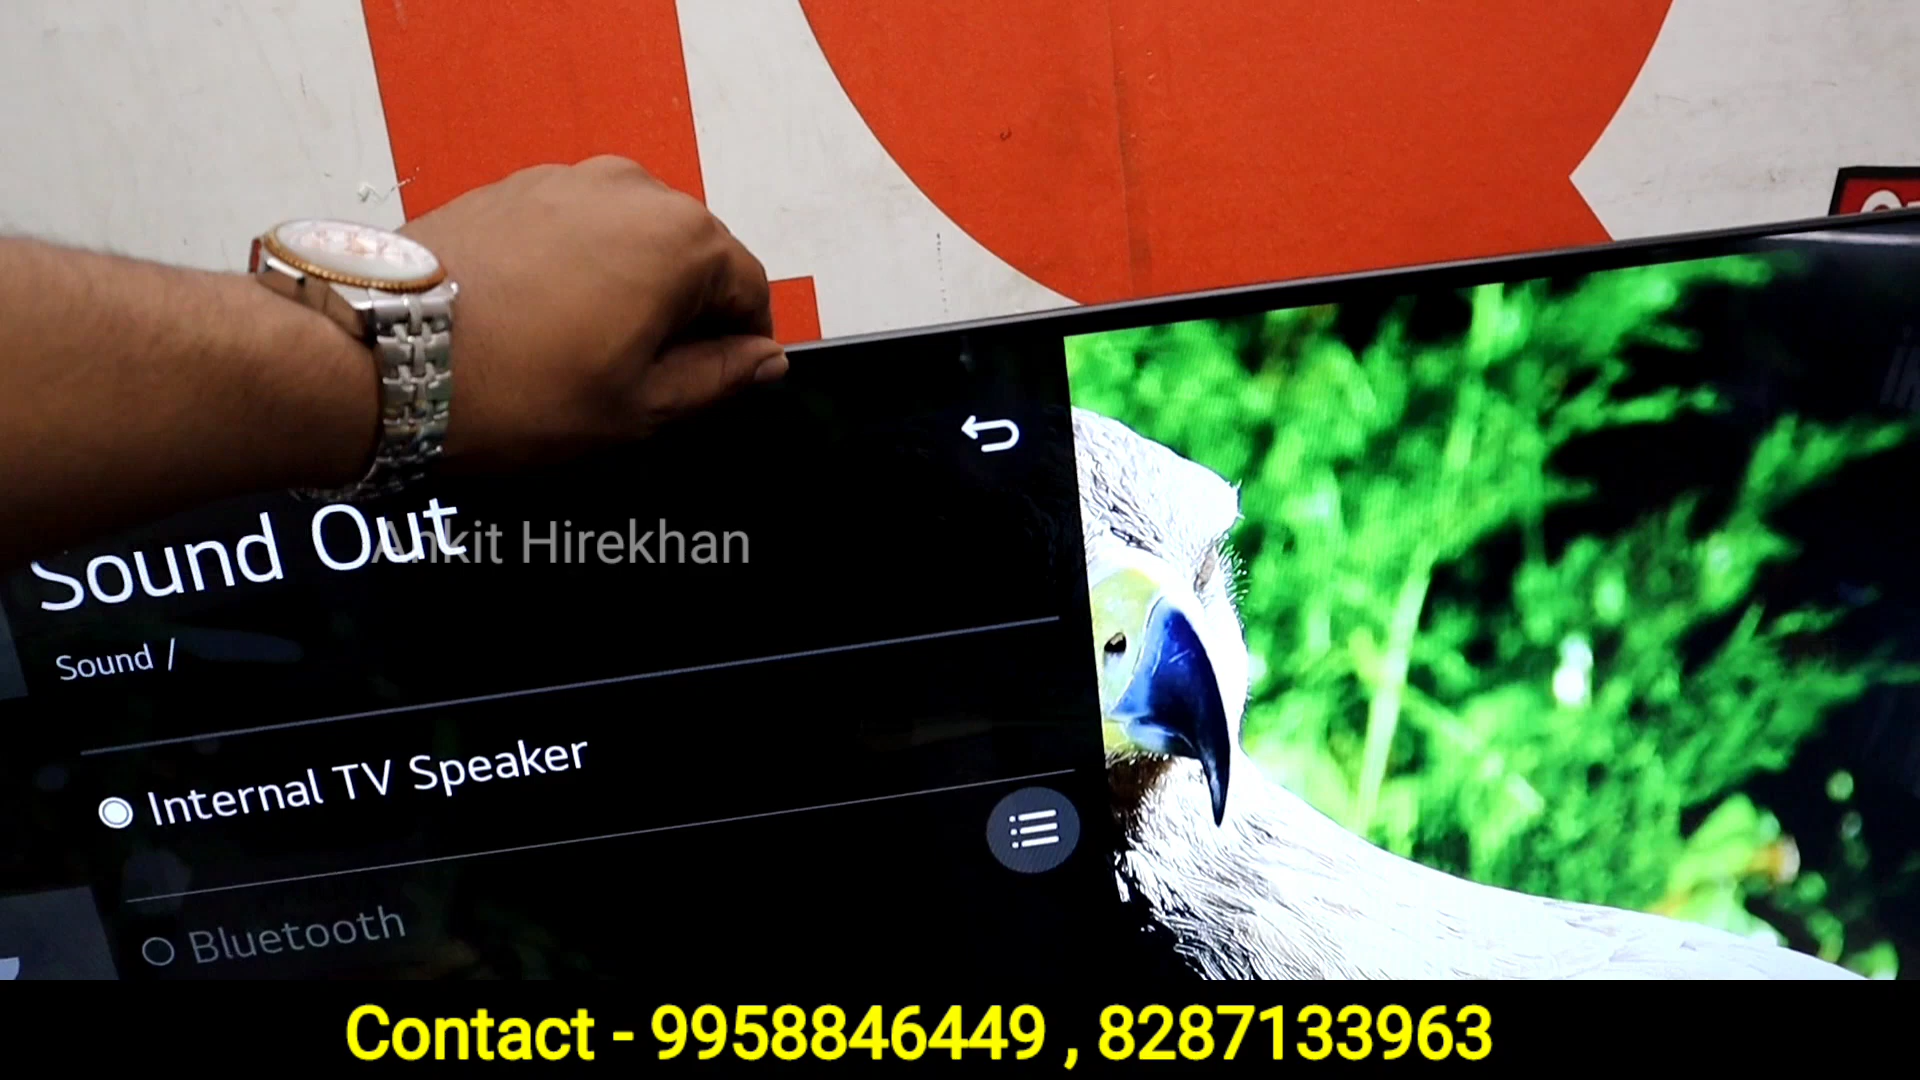 Sound Out
Ankit Hirekhan
Sound /
Internal TV Speaker
Bluetooth
Contact - 9958846449 , 8287133963